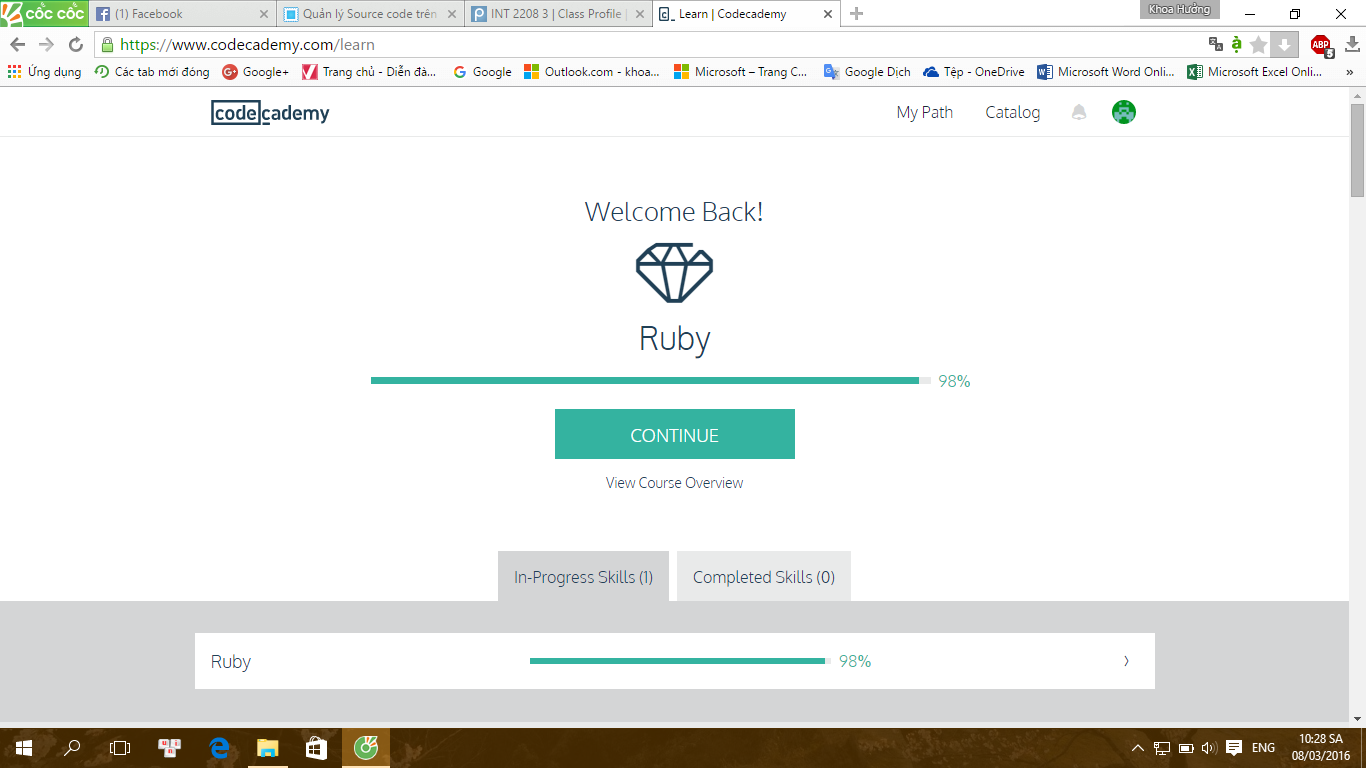 CỐC CỐC
(1) Facebook
Quản lý Source code trên
INT 2208 3 | Class Profile |
Learn | Codecademy
Khoa Hưởng
https://www.codecademy.com/learn
ABP
Ứng dụng
Các tab mới đóng
Google+
Trang chủ - Diễn đà...
Google
Outlook.com - khoa...
Microsoft – Trang C...
Google Dịch
Tệp - OneDrive
Microsoft Word Onli...
Microsoft Excel Onli...
»
codecademy
My Path
Catalog
Welcome Back!
Ruby
98%
CONTINUE
View Course Overview
In-Progress Skills (1)
Completed Skills (0)
Ruby
98%
ENG
10:28 SA
08/03/2016